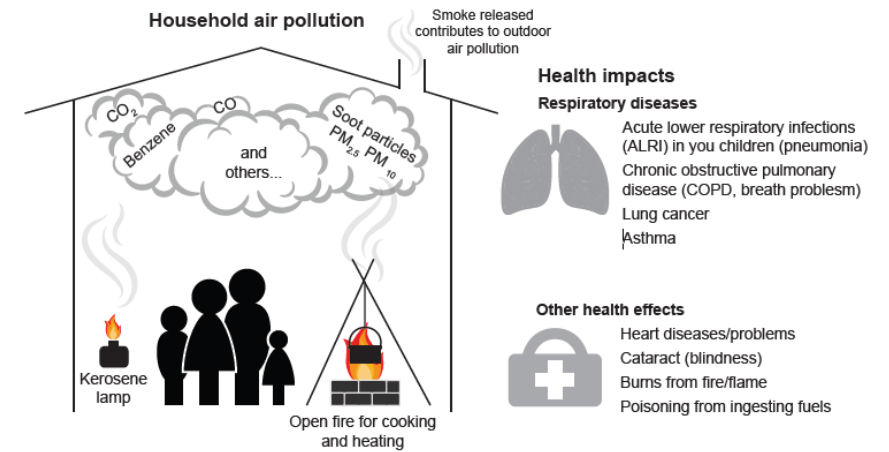 Household air pollution
Smoke released
contributes to outdoor
air pollution
CO2
Benzene
CO
and
others...
Soot particles
PM2.5 PM10
Kerosene
lamp
Open fire for cooking
and heating
Health impacts
Respiratory diseases
Acute lower respiratory infections
(ALRI) in you children (pneumonia)
Chronic obstructive pulmonary
disease (COPD, breath problesm)
Lung cancer
Asthma
Other health effects
Heart diseases/problems
Cataract (blindness)
Burns from fire/flame
Poisoning from ingesting fuels